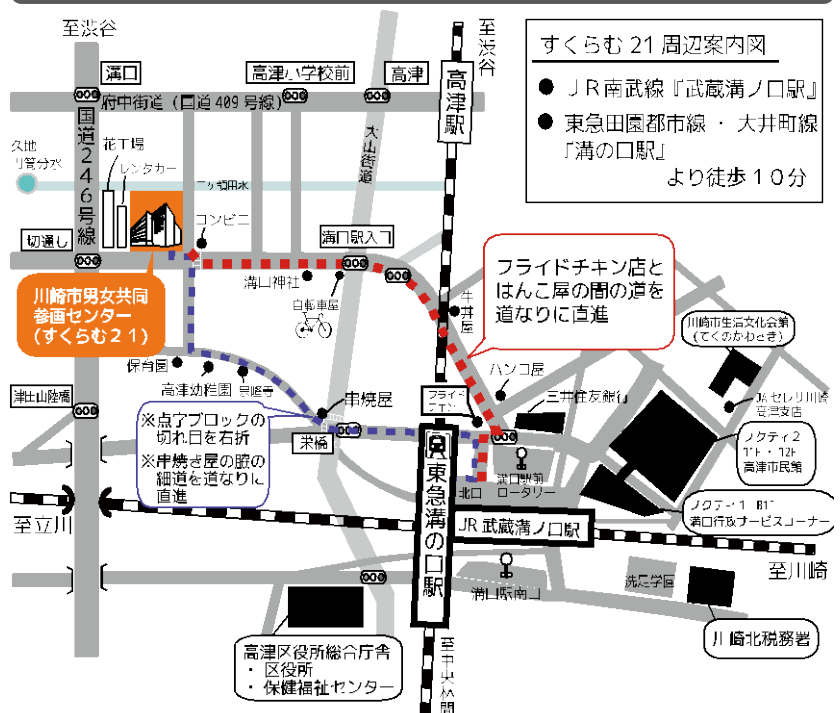 至渋谷
溝口
高津小学校前
高津
至渋谷
高津駅
府中街道(国道409号線)
国道246号線
大山街道
すくらむ21周辺案内図
● JR南武線『武蔵溝ノ口駅』
● 東急田園都市線・大井町線
『溝の口駅』
より徒歩10分
久地
円筒分水
花工場
レンタカー
二ヶ領用水
コンビニ
切通し
溝口駅入口
溝口神社
自転車屋
牛丼屋
フライドチキン店と
はんこ屋の間の道を
道なりに直進
川崎市男女共同
参画センター
(すくらむ21)
保育園
高津幼稚園
宗隆寺
津田山陸橋
※点字ブロックの
切れ目を右折
※串焼き屋の脇の
細道を道なりに
直進
串焼屋
栄橋
フライド
チキン
ハンコ屋
三井住友銀行
川崎市生活文化会館
(てくのかわさき)
JAセレサ川崎
高津支店
ノクティ2
11F・12F
高津市民館
ノクティ1 B1F
溝口行政サービスコーナー
北口
溝口駅前
ロータリー
東急溝の口駅
JR武蔵溝ノ口駅
至立川
至川崎
溝口駅南口
洗足学園
川崎北税務署
高津区役所総合庁舎
・区役所
・保健福祉センター
至中央林間